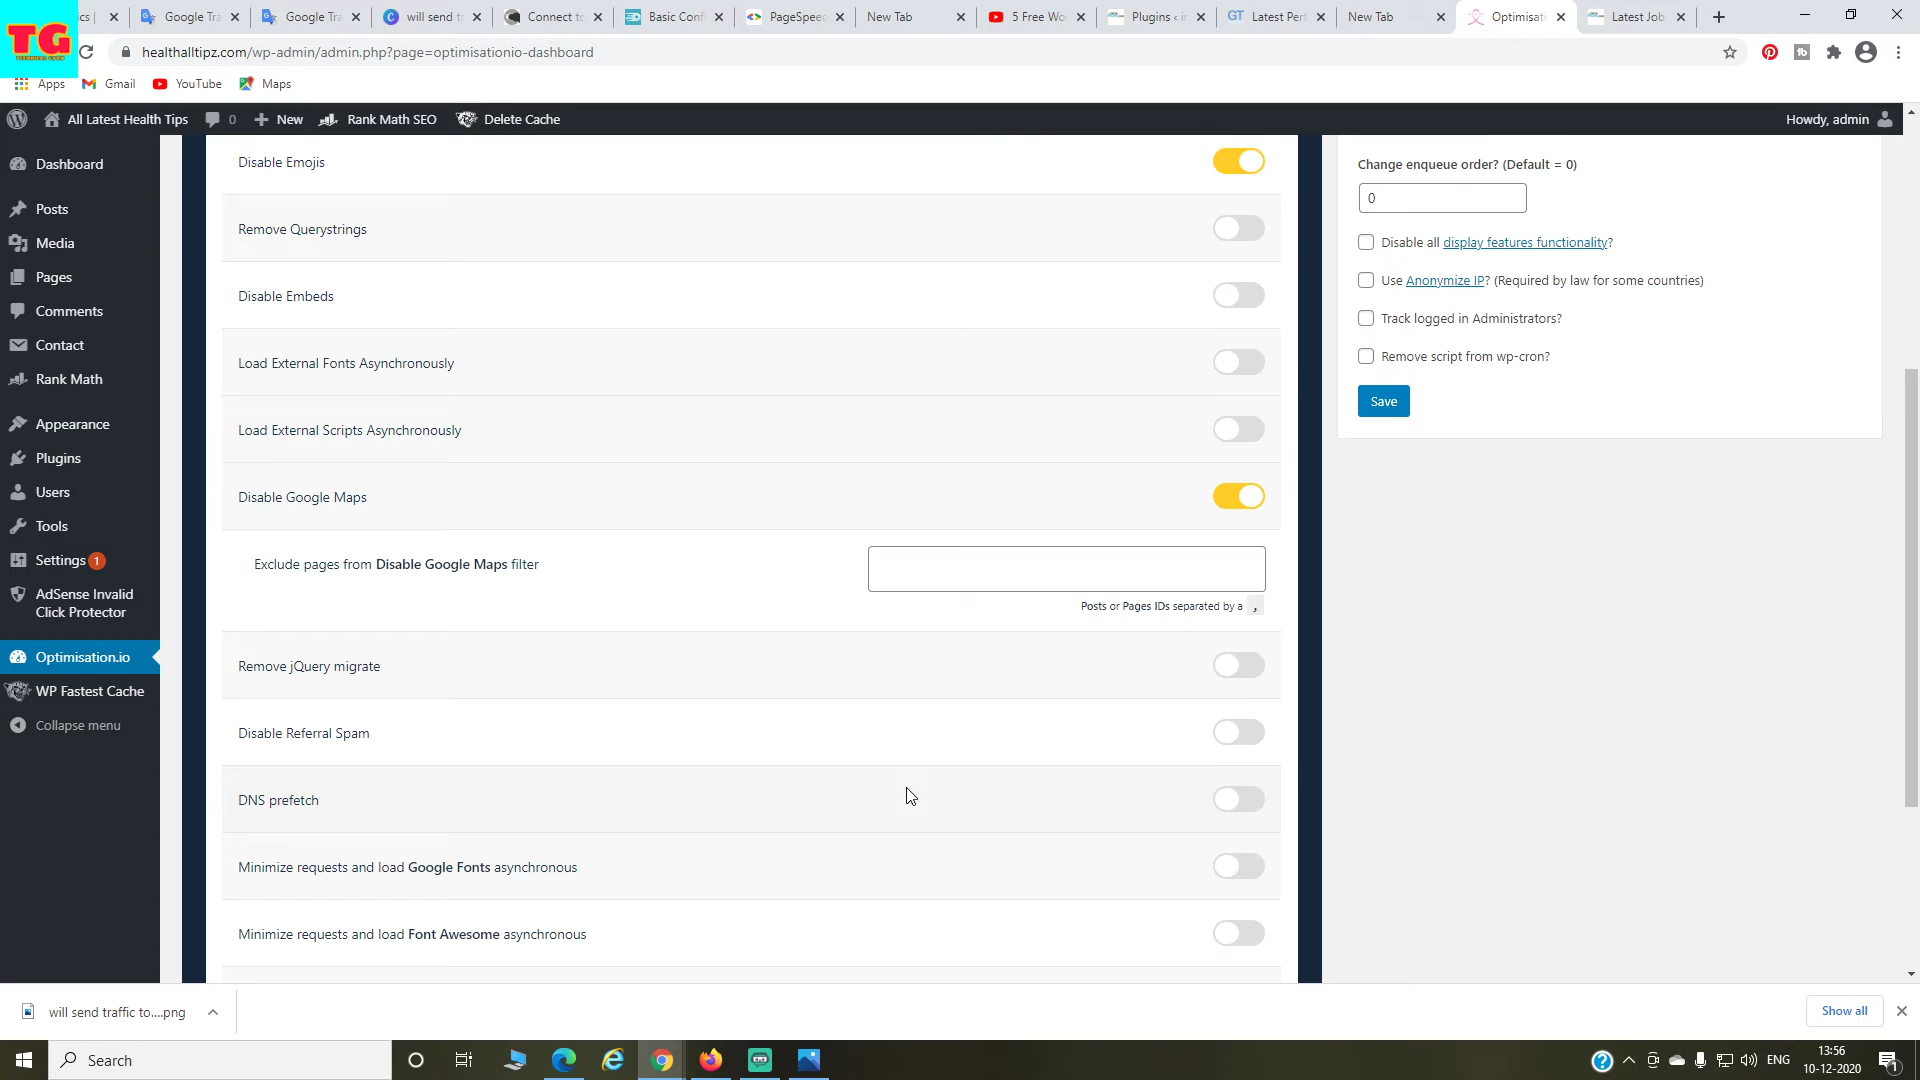 ics
Google Tra
Google Tra
will send t
Connect to
Basic Conf
PageSpeed
New Tab
5 Free Wo
Plugins ‹ in
Latest Perf
New Tab
Optimisati
Latest Job
TG
healthalltipz.com/wp-admin/admin.php?page=optimisationio-dashboard
Apps
Gmail
YouTube
Maps
All Latest Health Tips
0
New
Rank Math SEO
Delete Cache
Howdy, admin
Dashboard
Posts
Media
Pages
Comments
Contact
Rank Math
Appearance
Plugins
Users
Tools
Settings 1
AdSense Invalid
Click Protector
Optimisation.io
WP Fastest Cache
Collapse menu
Disable Emojis
Remove Querystrings
Disable Embeds
Load External Fonts Asynchronously
Load External Scripts Asynchronously
Disable Google Maps
Exclude pages from Disable Google Maps filter
Posts or Pages IDs separated by a ,
Remove jQuery migrate
Disable Referral Spam
DNS prefetch
Minimize requests and load Google Fonts asynchronous
Minimize requests and load Font Awesome asynchronous
Change enqueue order? (Default = 0)
0
Disable all display features functionality?
Use Anonymize IP? (Required by law for some countries)
Track logged in Administrators?
Remove script from wp-cron?
Save
will send traffic to....png
Show all
Search
ENG
13:56
10-12-2020
1